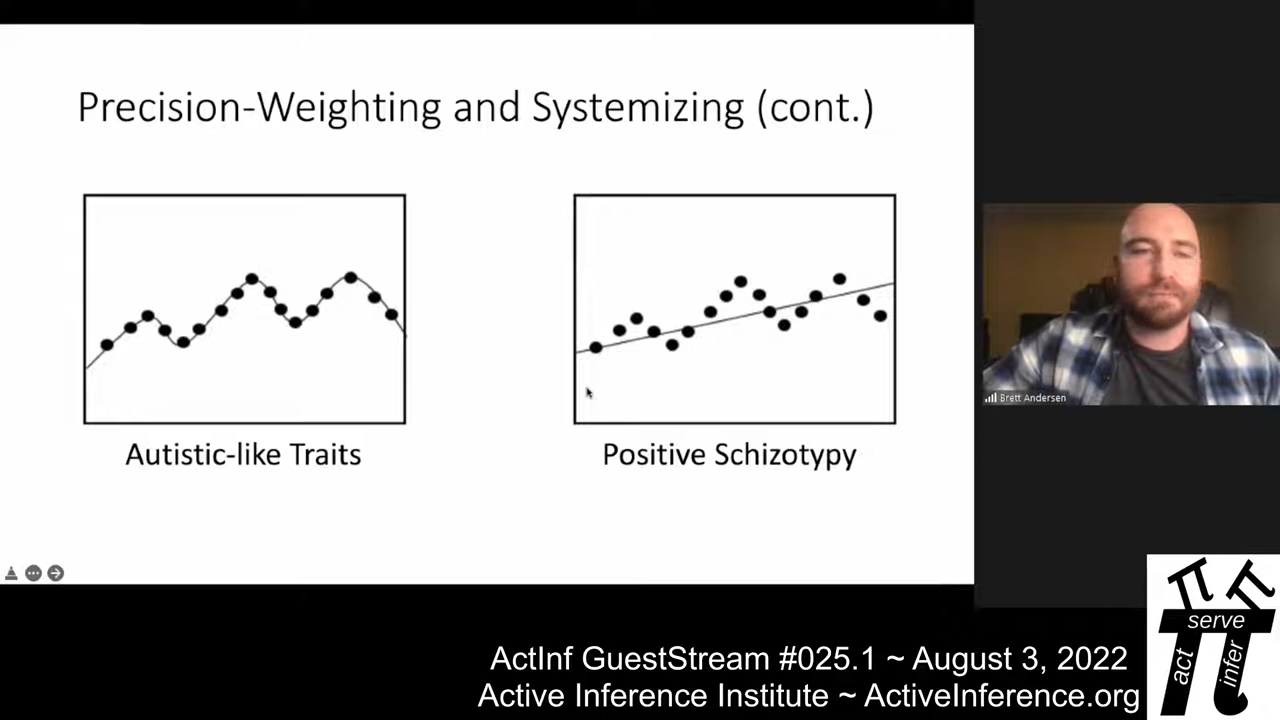 Precision-Weighting and Systemizing (cont.)
Autistic-like Traits
Positive Schizotypy
Brett Andersen
serve
act
infer
ActInf GuestStream #025.1 ~ August 3, 2022
Active Inference Institute ~ ActiveInference.org